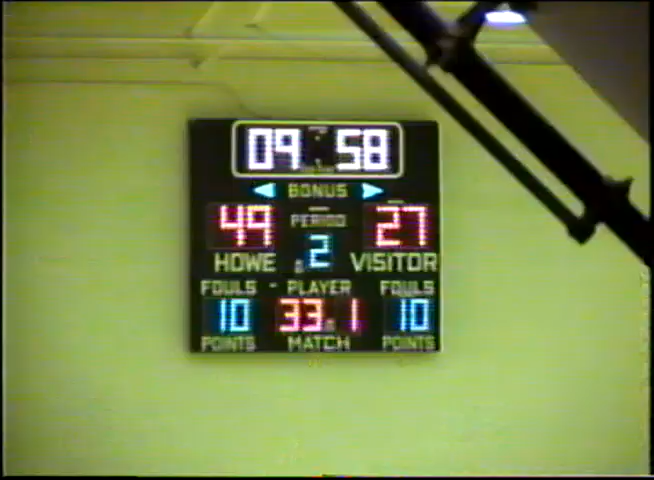 09:58
◀ BONUS ▶
49 PERIOD 27
HOWE 2 VISITOR
FOULS - PLAYER FOULS
10 33 1 10
POINTS MATCH POINTS